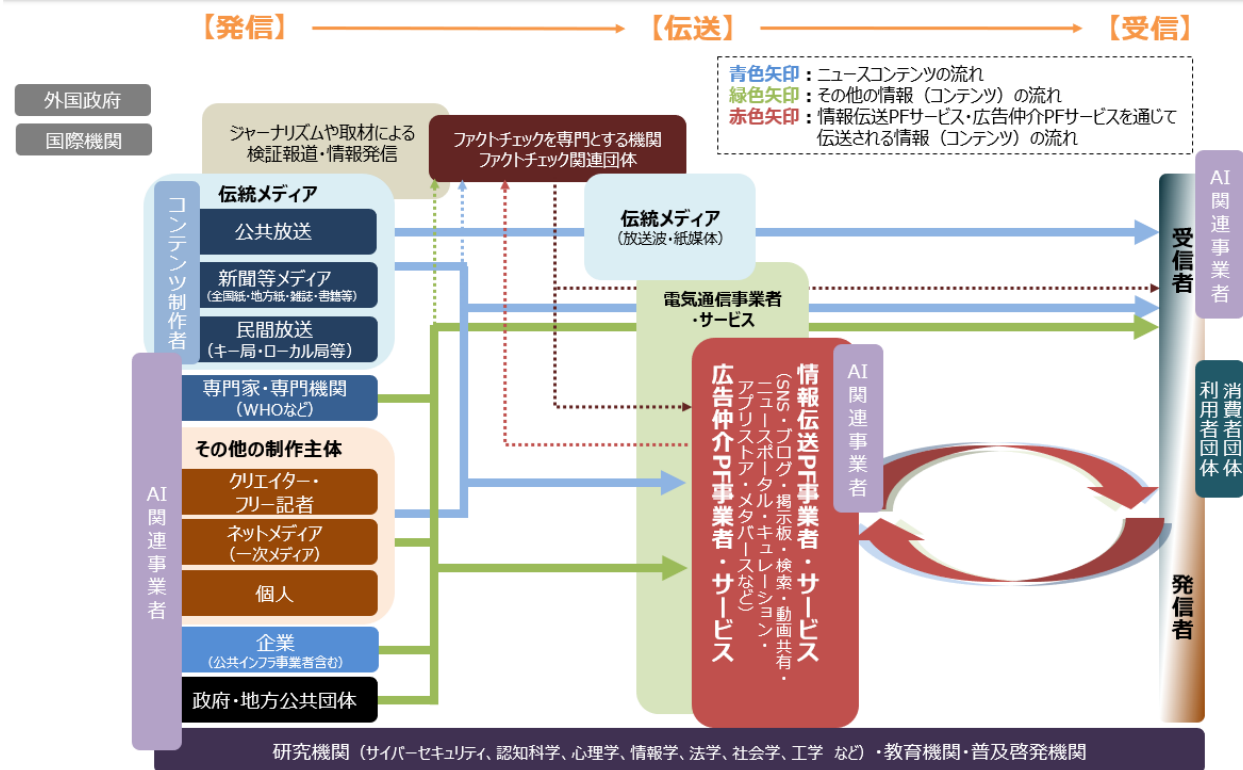 【発信】
【伝送】
【受信】
青色矢印：ニュースコンテンツの流れ
緑色矢印：その他の情報（コンテンツ）の流れ
赤色矢印：情報伝送PFサービス・広告仲介PFサービスを通じて
伝送される情報（コンテンツ）の流れ
外国政府
国際機関
ジャーナリズムや取材による
検証報道・情報発信
ファクトチェックを専門とする機関
ファクトチェック関連団体
コンテンツ制作者
伝統メディア
公共放送
新聞等メディア
（全国紙・地方紙・雑誌・書籍等）
民間放送
（キー局・ローカル局等）
AI関連事業者
専門家・専門機関
（WHOなど）
その他の制作主体
クリエイター・
フリー記者
ネットメディア
（一次メディア）
個人
企業
（公共インフラ事業者含む）
政府・地方公共団体
伝統メディア
（放送波・紙媒体）
電気通信事業者
・サービス
情報伝送PF事業者・サービス
（SNS・ブログ・掲示板・検索・動画共有・
ニュースポータル・キュレーション・
アプリストア・メタバースなど）
広告仲介PF事業者・サービス
AI関連事業者
受信者
発信者
AI関連事業者
消費者団体
利用者団体
研究機関（サイバーセキュリティ、認知科学、心理学、情報学、法学、社会学、工学 など）・教育機関・普及啓発機関